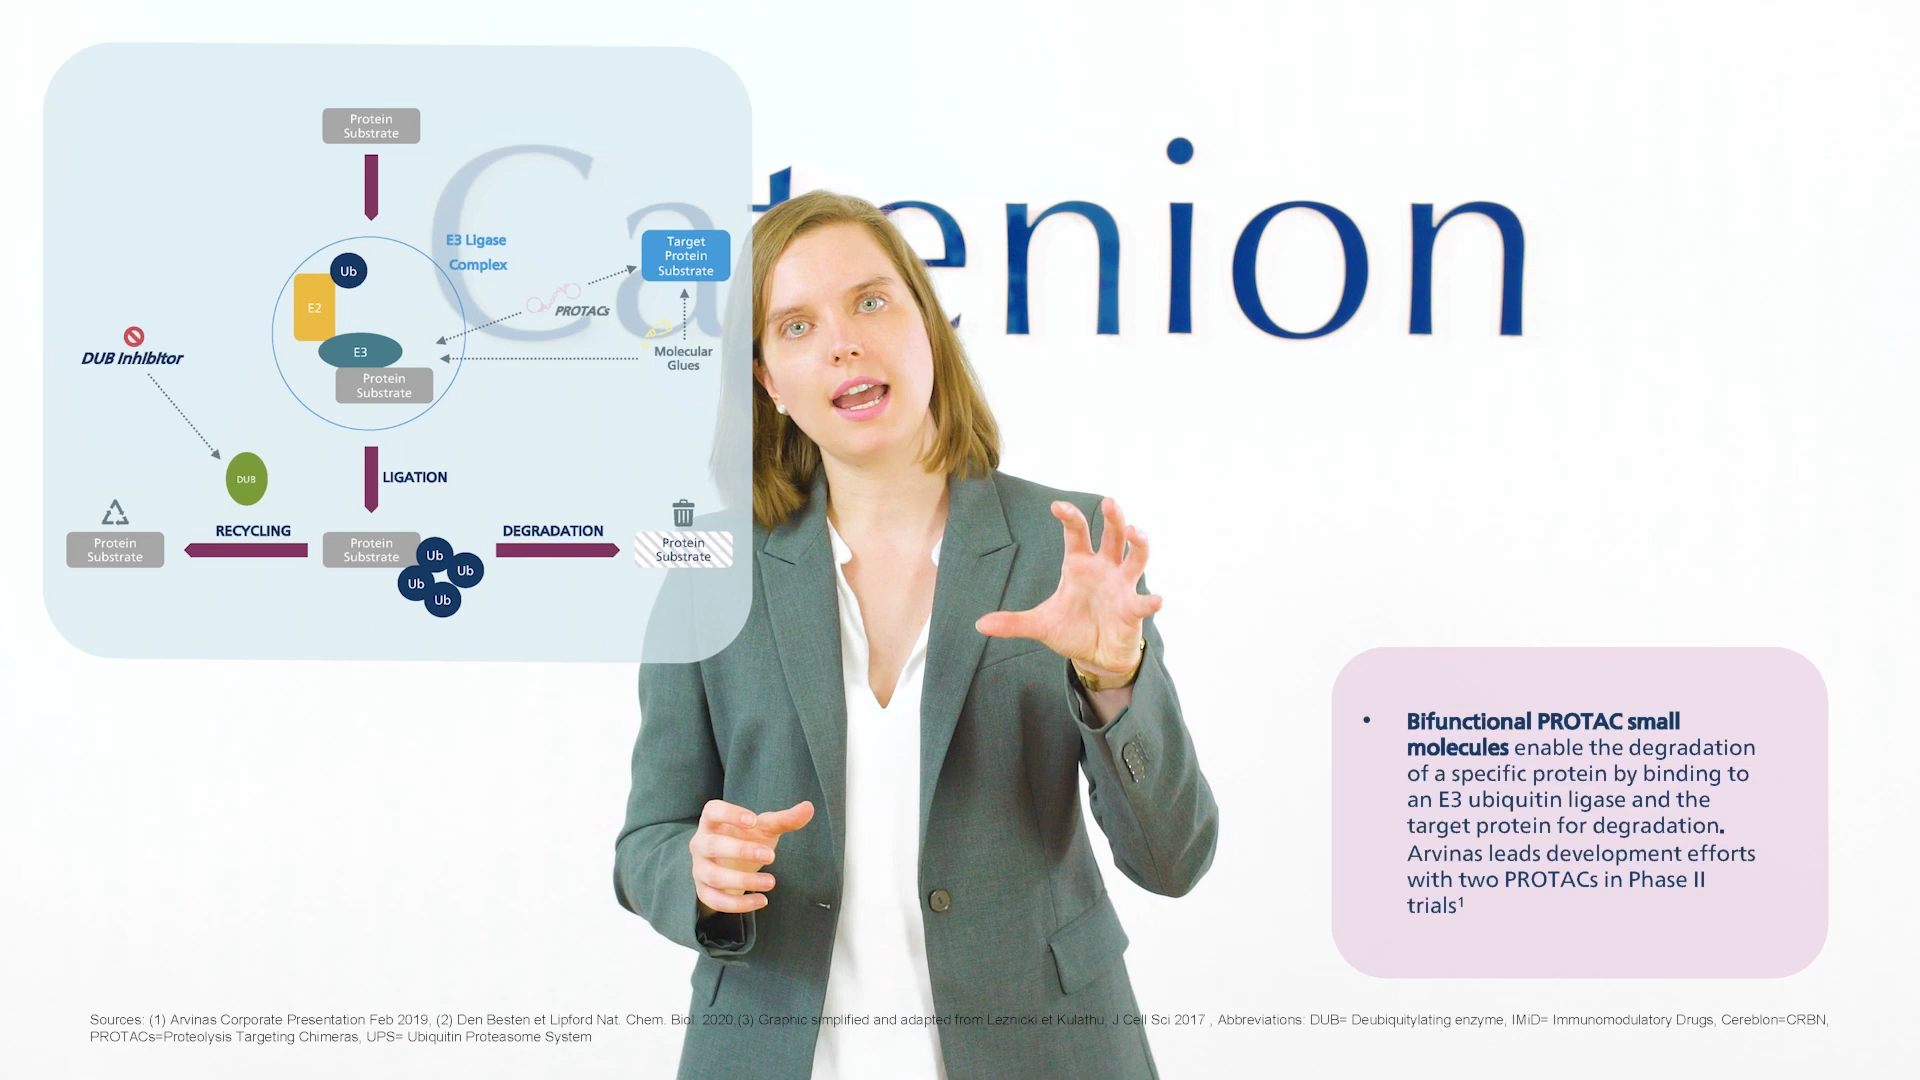 Catenion
Protein
Substrate
E3 Ligase
Complex
Ub
E2
E3
Protein
Substrate
Target
Protein
Substrate
PROTACs
Molecular
Glues
DUB Inhibitor
DUB
LIGATION
RECYCLING
DEGRADATION
Protein
Substrate
Protein
Substrate
Ub
Ub
Ub
Ub
Protein
Substrate
• Bifunctional PROTAC small
molecules enable the degradation
of a specific protein by binding to
an E3 ubiquitin ligase and the
target protein for degradation.
Arvinas leads development efforts
with two PROTACs in Phase II
trials¹
Sources: (1) Arvinas Corporate Presentation Feb 2019, (2) Den Besten et Lipford Nat. Chem. Biol. 2020,(3) Graphic simplified and adapted from Leznicki et Kulathu, J Cell Sci 2017 , Abbreviations: DUB= Deubiquitylating enzyme, IMiD= Immunomodulatory Drugs, Cereblon=CRBN,
PROTACs=Proteolysis Targeting Chimeras, UPS= Ubiquitin Proteasome System